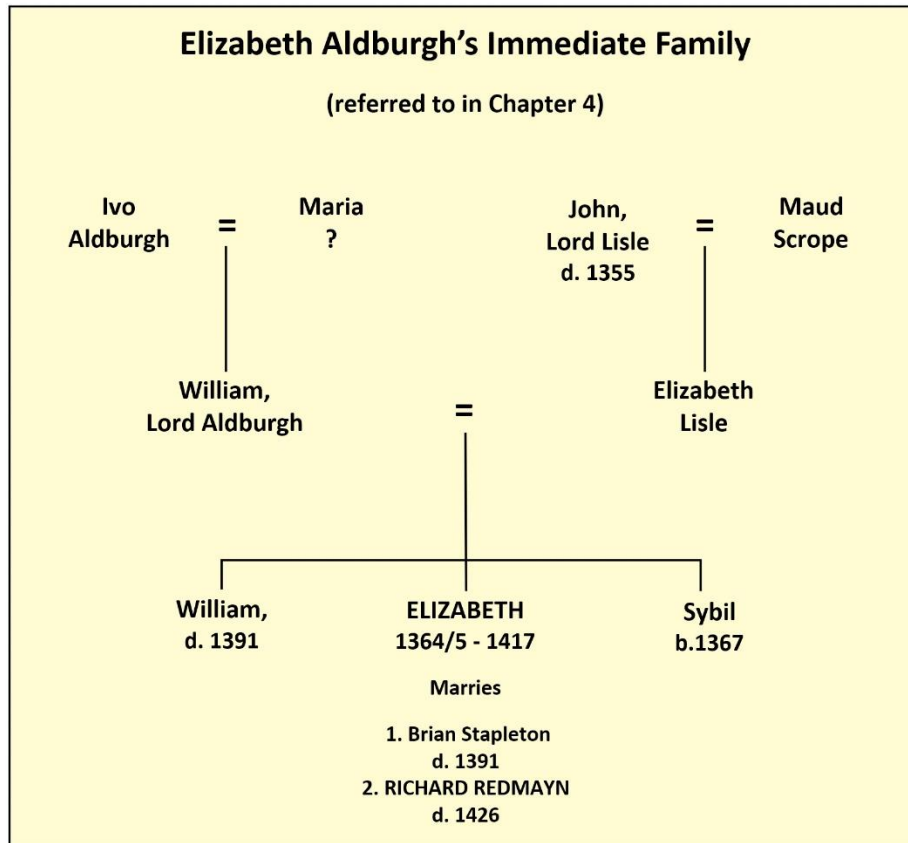 Elizabeth Aldburgh's Immediate Family
(referred to in Chapter 4)
Ivo
Aldburgh
=
Maria
?
John,
Lord Lisle
d. 1355
=
Maud
Scrope
William,
Lord Aldburgh
=
Elizabeth
Lisle
William,
d. 1391
ELIZABETH
1364/5 - 1417
Sybil
b.1367
Marries
1. Brian Stapleton
d. 1391
2. RICHARD REDMAYN
d. 1426